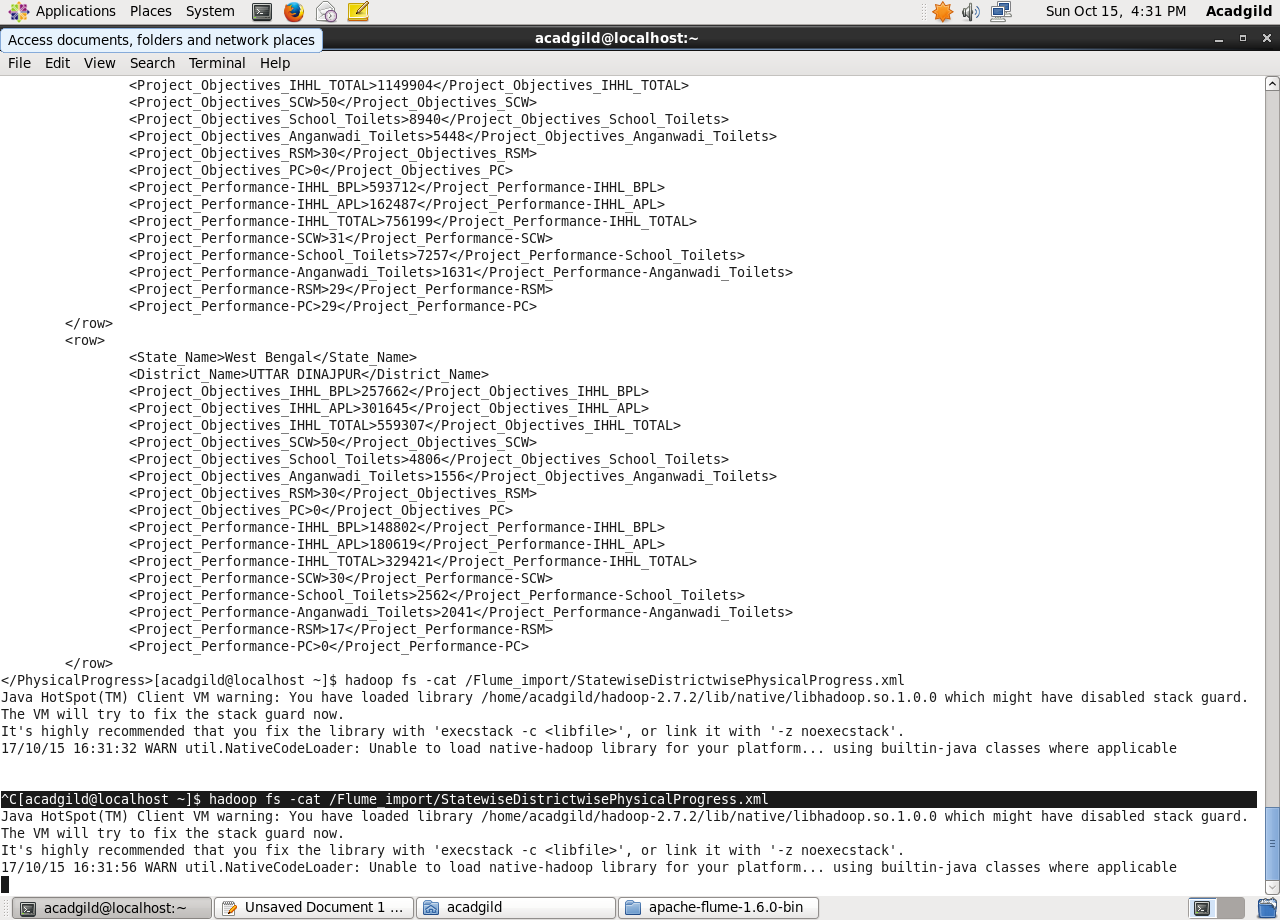 Applications Places System Sun Oct 15, 4:31 PM Acadgild
Access documents, folders and network places
acadgild@localhost:~
File Edit View Search Terminal Help
<Project_Objectives_IHHL_TOTAL>1149904</Project_Objectives_IHHL_TOTAL>
<Project_Objectives_SCW>50</Project_Objectives_SCW>
<Project_Objectives_School_Toilets>8940</Project_Objectives_School_Toilets>
<Project_Objectives_Anganwadi_Toilets>5448</Project_Objectives_Anganwadi_Toilets>
<Project_Objectives_RSM>30</Project_Objectives_RSM>
<Project_Objectives_PC>0</Project_Objectives_PC>
<Project_Performance-IHHL_BPL>593712</Project_Performance-IHHL_BPL>
<Project_Performance-IHHL_APL>162487</Project_Performance-IHHL_APL>
<Project_Performance-IHHL_TOTAL>756199</Project_Performance-IHHL_TOTAL>
<Project_Performance-SCW>31</Project_Performance-SCW>
<Project_Performance-School_Toilets>7257</Project_Performance-School_Toilets>
<Project_Performance-Anganwadi_Toilets>1631</Project_Performance-Anganwadi_Toilets>
<Project_Performance-RSM>29</Project_Performance-RSM>
<Project_Performance-PC>29</Project_Performance-PC>
</row>
<row>
<State_Name>West Bengal</State_Name>
<District_Name>UTTAR DINAJPUR</District_Name>
<Project_Objectives_IHHL_BPL>257662</Project_Objectives_IHHL_BPL>
<Project_Objectives_IHHL_APL>301645</Project_Objectives_IHHL_APL>
<Project_Objectives_IHHL_TOTAL>559307</Project_Objectives_IHHL_TOTAL>
<Project_Objectives_SCW>50</Project_Objectives_SCW>
<Project_Objectives_School_Toilets>4806</Project_Objectives_School_Toilets>
<Project_Objectives_Anganwadi_Toilets>1556</Project_Objectives_Anganwadi_Toilets>
<Project_Objectives_RSM>30</Project_Objectives_RSM>
<Project_Objectives_PC>0</Project_Objectives_PC>
<Project_Performance-IHHL_BPL>148802</Project_Performance-IHHL_BPL>
<Project_Performance-IHHL_APL>180619</Project_Performance-IHHL_APL>
<Project_Performance-IHHL_TOTAL>329421</Project_Performance-IHHL_TOTAL>
<Project_Performance-SCW>30</Project_Performance-SCW>
<Project_Performance-School_Toilets>2562</Project_Performance-School_Toilets>
<Project_Performance-Anganwadi_Toilets>2041</Project_Performance-Anganwadi_Toilets>
<Project_Performance-RSM>17</Project_Performance-RSM>
<Project_Performance-PC>0</Project_Performance-PC>
</row>
</PhysicalProgress>[acadgild@localhost ~]$ hadoop fs -cat /Flume_import/StatewiseDistrictwisePhysicalProgress.xml
Java HotSpot(TM) Client VM warning: You have loaded library /home/acadgild/hadoop-2.7.2/lib/native/libhadoop.so.1.0.0 which might have disabled stack guard.
The VM will try to fix the stack guard now.
It's highly recommended that you fix the library with 'execstack -c <libfile>', or link it with '-z noexecstack'.
17/10/15 16:31:32 WARN util.NativeCodeLoader: Unable to load native-hadoop library for your platform... using builtin-java classes where applicable
^C[acadgild@localhost ~]$ hadoop fs -cat /Flume_import/StatewiseDistrictwisePhysicalProgress.xml
Java HotSpot(TM) Client VM warning: You have loaded library /home/acadgild/hadoop-2.7.2/lib/native/libhadoop.so.1.0.0 which might have disabled stack guard.
The VM will try to fix the stack guard now.
It's highly recommended that you fix the library with 'execstack -c <libfile>', or link it with '-z noexecstack'.
17/10/15 16:31:56 WARN util.NativeCodeLoader: Unable to load native-hadoop library for your platform... using builtin-java classes where applicable
acadgild@localhost:~ Unsaved Document 1 ... acadgild apache-flume-1.6.0-bin